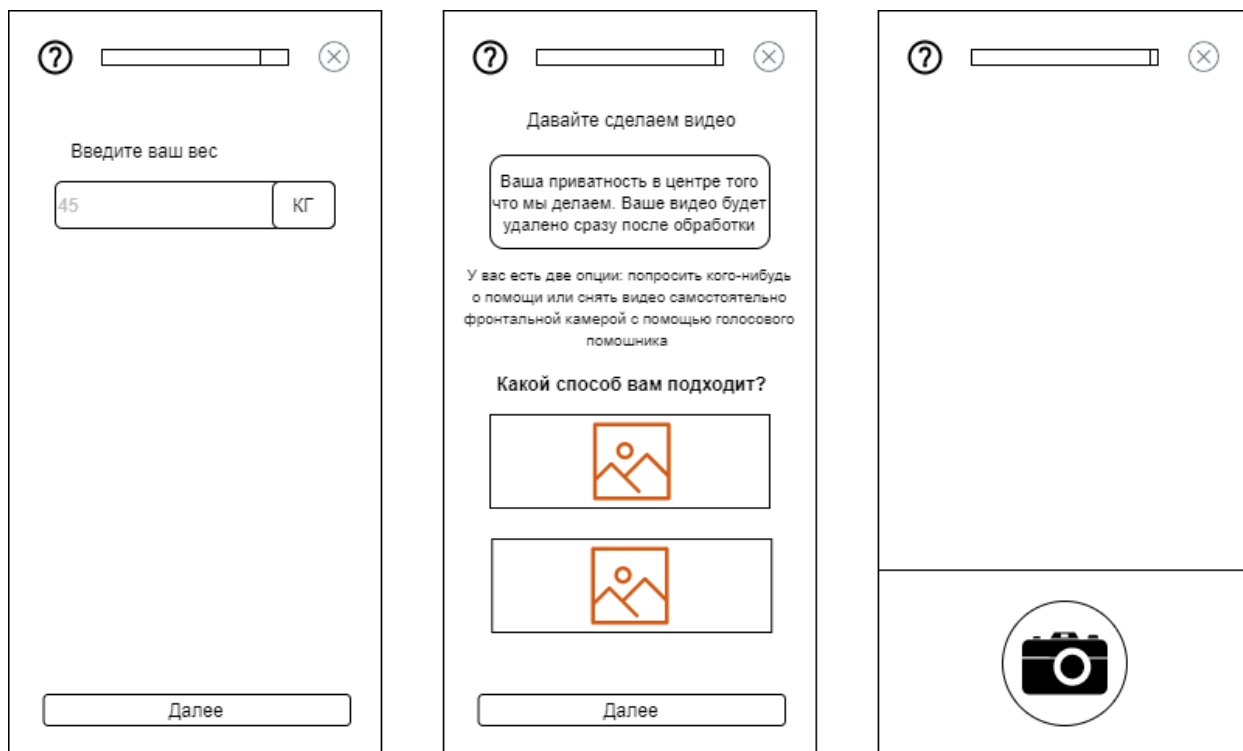 ?
Введите ваш вес
45
КГ
Далее
?
Давайте сделаем видео
Ваша приватность в центре того
что мы делаем. Ваше видео будет
удалено сразу после обработки
У вас есть две опции: попросить кого-нибудь
о помощи или снять видео самостоятельно
фронтальной камерой с помощью голосового
помошника
Какой способ вам подходит?
Далее
?